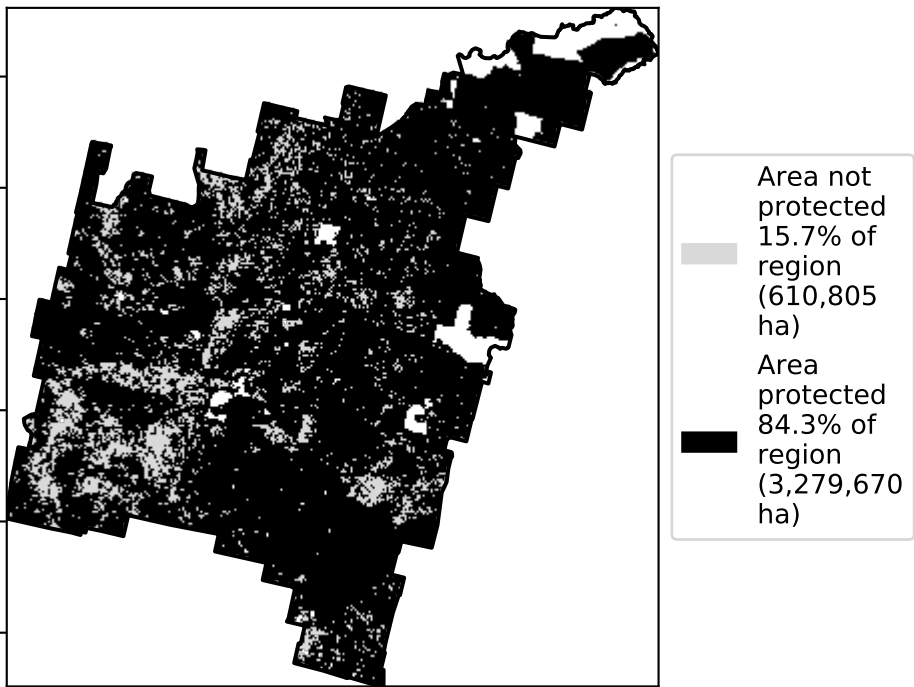 Area not
protected
15.7% of
region
(610,805
ha)
Area
protected
84.3% of
region
(3,279,670
ha)